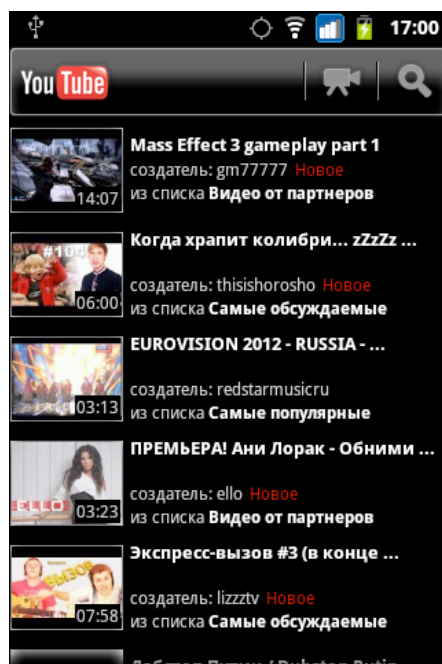 17:00
You Tube
Mass Effect 3 gameplay part 1
создатель: gm77777 Новое
из списка Видео от партнеров
14:07
#104
Когда храпит колибри... zZzZz ...
создатель: thisishorosho Новое
из списка Самые обсуждаемые
06:00
EUROVISION 2012 - RUSSIA - ...
создатель: redstarmusicru
из списка Самые популярные
03:13
ПРЕМЬЕРА! Ани Лорак - Обними ...
создатель: ello Новое
из списка Видео от партнеров
ELLO
03:23
Экспресс-вызов #3 (в конце ...
ВЫЗОВ
создатель: lizzztv Новое
из списка Самые обсуждаемые
07:58